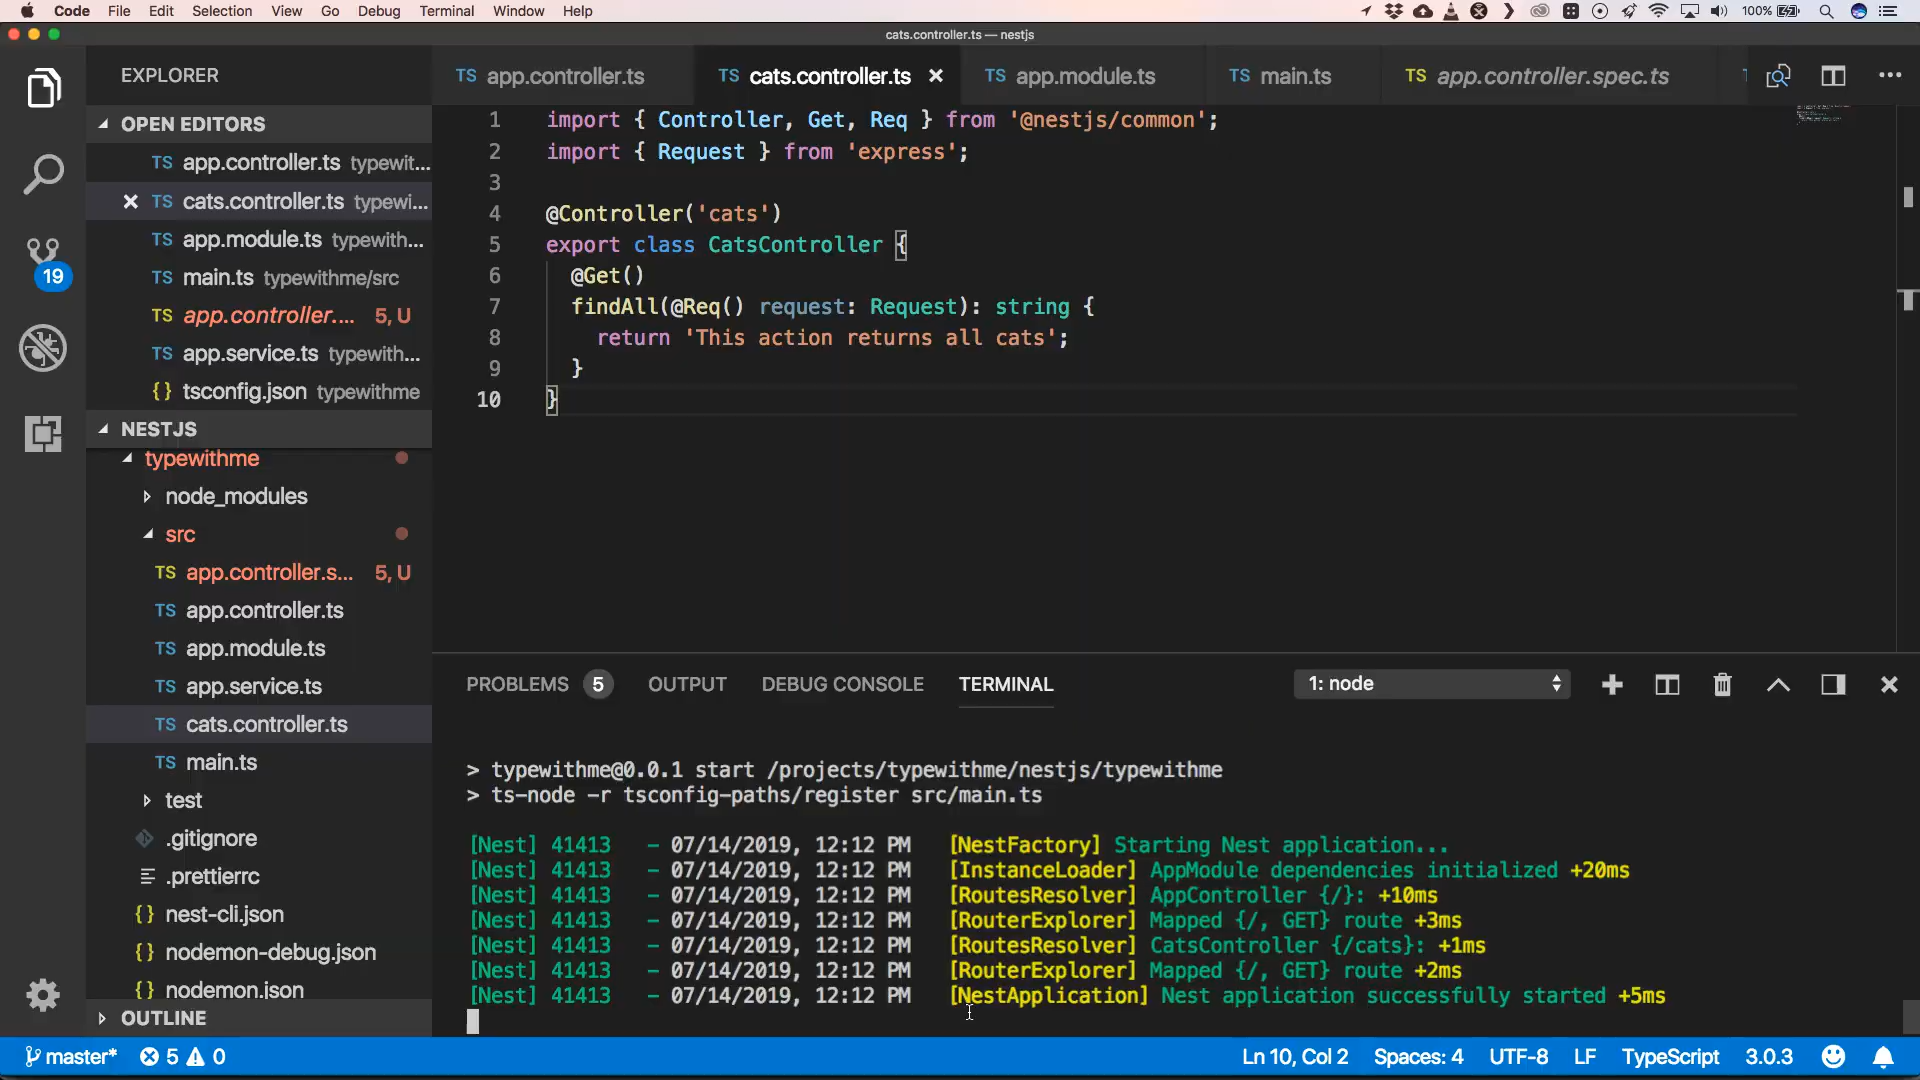 Code File Edit Selection View Go Debug Terminal Window Help 100%
cats.controller.ts — nestjs
EXPLORER
OPEN EDITORS
TS app.controller.ts typewit...
TS cats.controller.ts typewi...
TS app.module.ts typewith...
TS main.ts typewithme/src
TS app.controller.... 5, U
TS app.service.ts typewith...
{} tsconfig.json typewithme
NESTJS
typewithme
node_modules
src
TS app.controller.s... 5, U
TS app.controller.ts
TS app.module.ts
TS app.service.ts
TS cats.controller.ts
TS main.ts
test
.gitignore
.prettierrc
{} nest-cli.json
{} nodemon-debug.json
{} nodemon.json
OUTLINE
19
TS app.controller.ts TS cats.controller.ts TS app.module.ts TS main.ts TS app.controller.spec.ts
1 import { Controller, Get, Req } from '@nestjs/common';
2 import { Request } from 'express';
3
4 @Controller('cats')
5 export class CatsController {
6 @Get()
7 findAll(@Req() request: Request): string {
8 return 'This action returns all cats';
9 }
10 }
PROBLEMS 5 OUTPUT DEBUG CONSOLE TERMINAL 1: node
> typewithme@0.0.1 start /projects/typewithme/nestjs/typewithme
> ts-node -r tsconfig-paths/register src/main.ts
[Nest] 41413 - 07/14/2019, 12:12 PM [NestFactory] Starting Nest application...
[Nest] 41413 - 07/14/2019, 12:12 PM [InstanceLoader] AppModule dependencies initialized +20ms
[Nest] 41413 - 07/14/2019, 12:12 PM [RoutesResolver] AppController {/}: +10ms
[Nest] 41413 - 07/14/2019, 12:12 PM [RouterExplorer] Mapped {/, GET} route +3ms
[Nest] 41413 - 07/14/2019, 12:12 PM [RoutesResolver] CatsController {/cats}: +1ms
[Nest] 41413 - 07/14/2019, 12:12 PM [RouterExplorer] Mapped {/, GET} route +2ms
[Nest] 41413 - 07/14/2019, 12:12 PM [NestApplication] Nest application successfully started +5ms
master* 5 0 Ln 10, Col 2 Spaces: 4 UTF-8 LF TypeScript 3.0.3